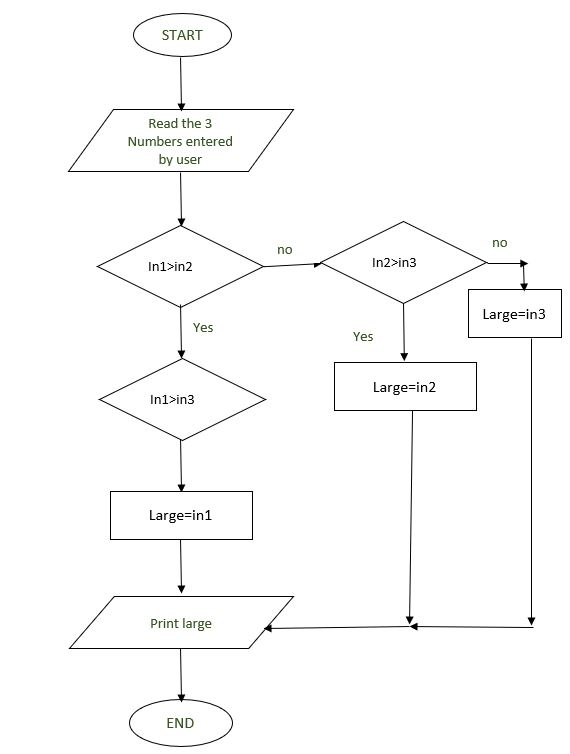 START
Read the 3
Numbers entered
by user
In1>in2
no
In2>in3
no
Large=in3
Yes
Yes
Large=in2
In1>in3
Large=in1
Print large
END